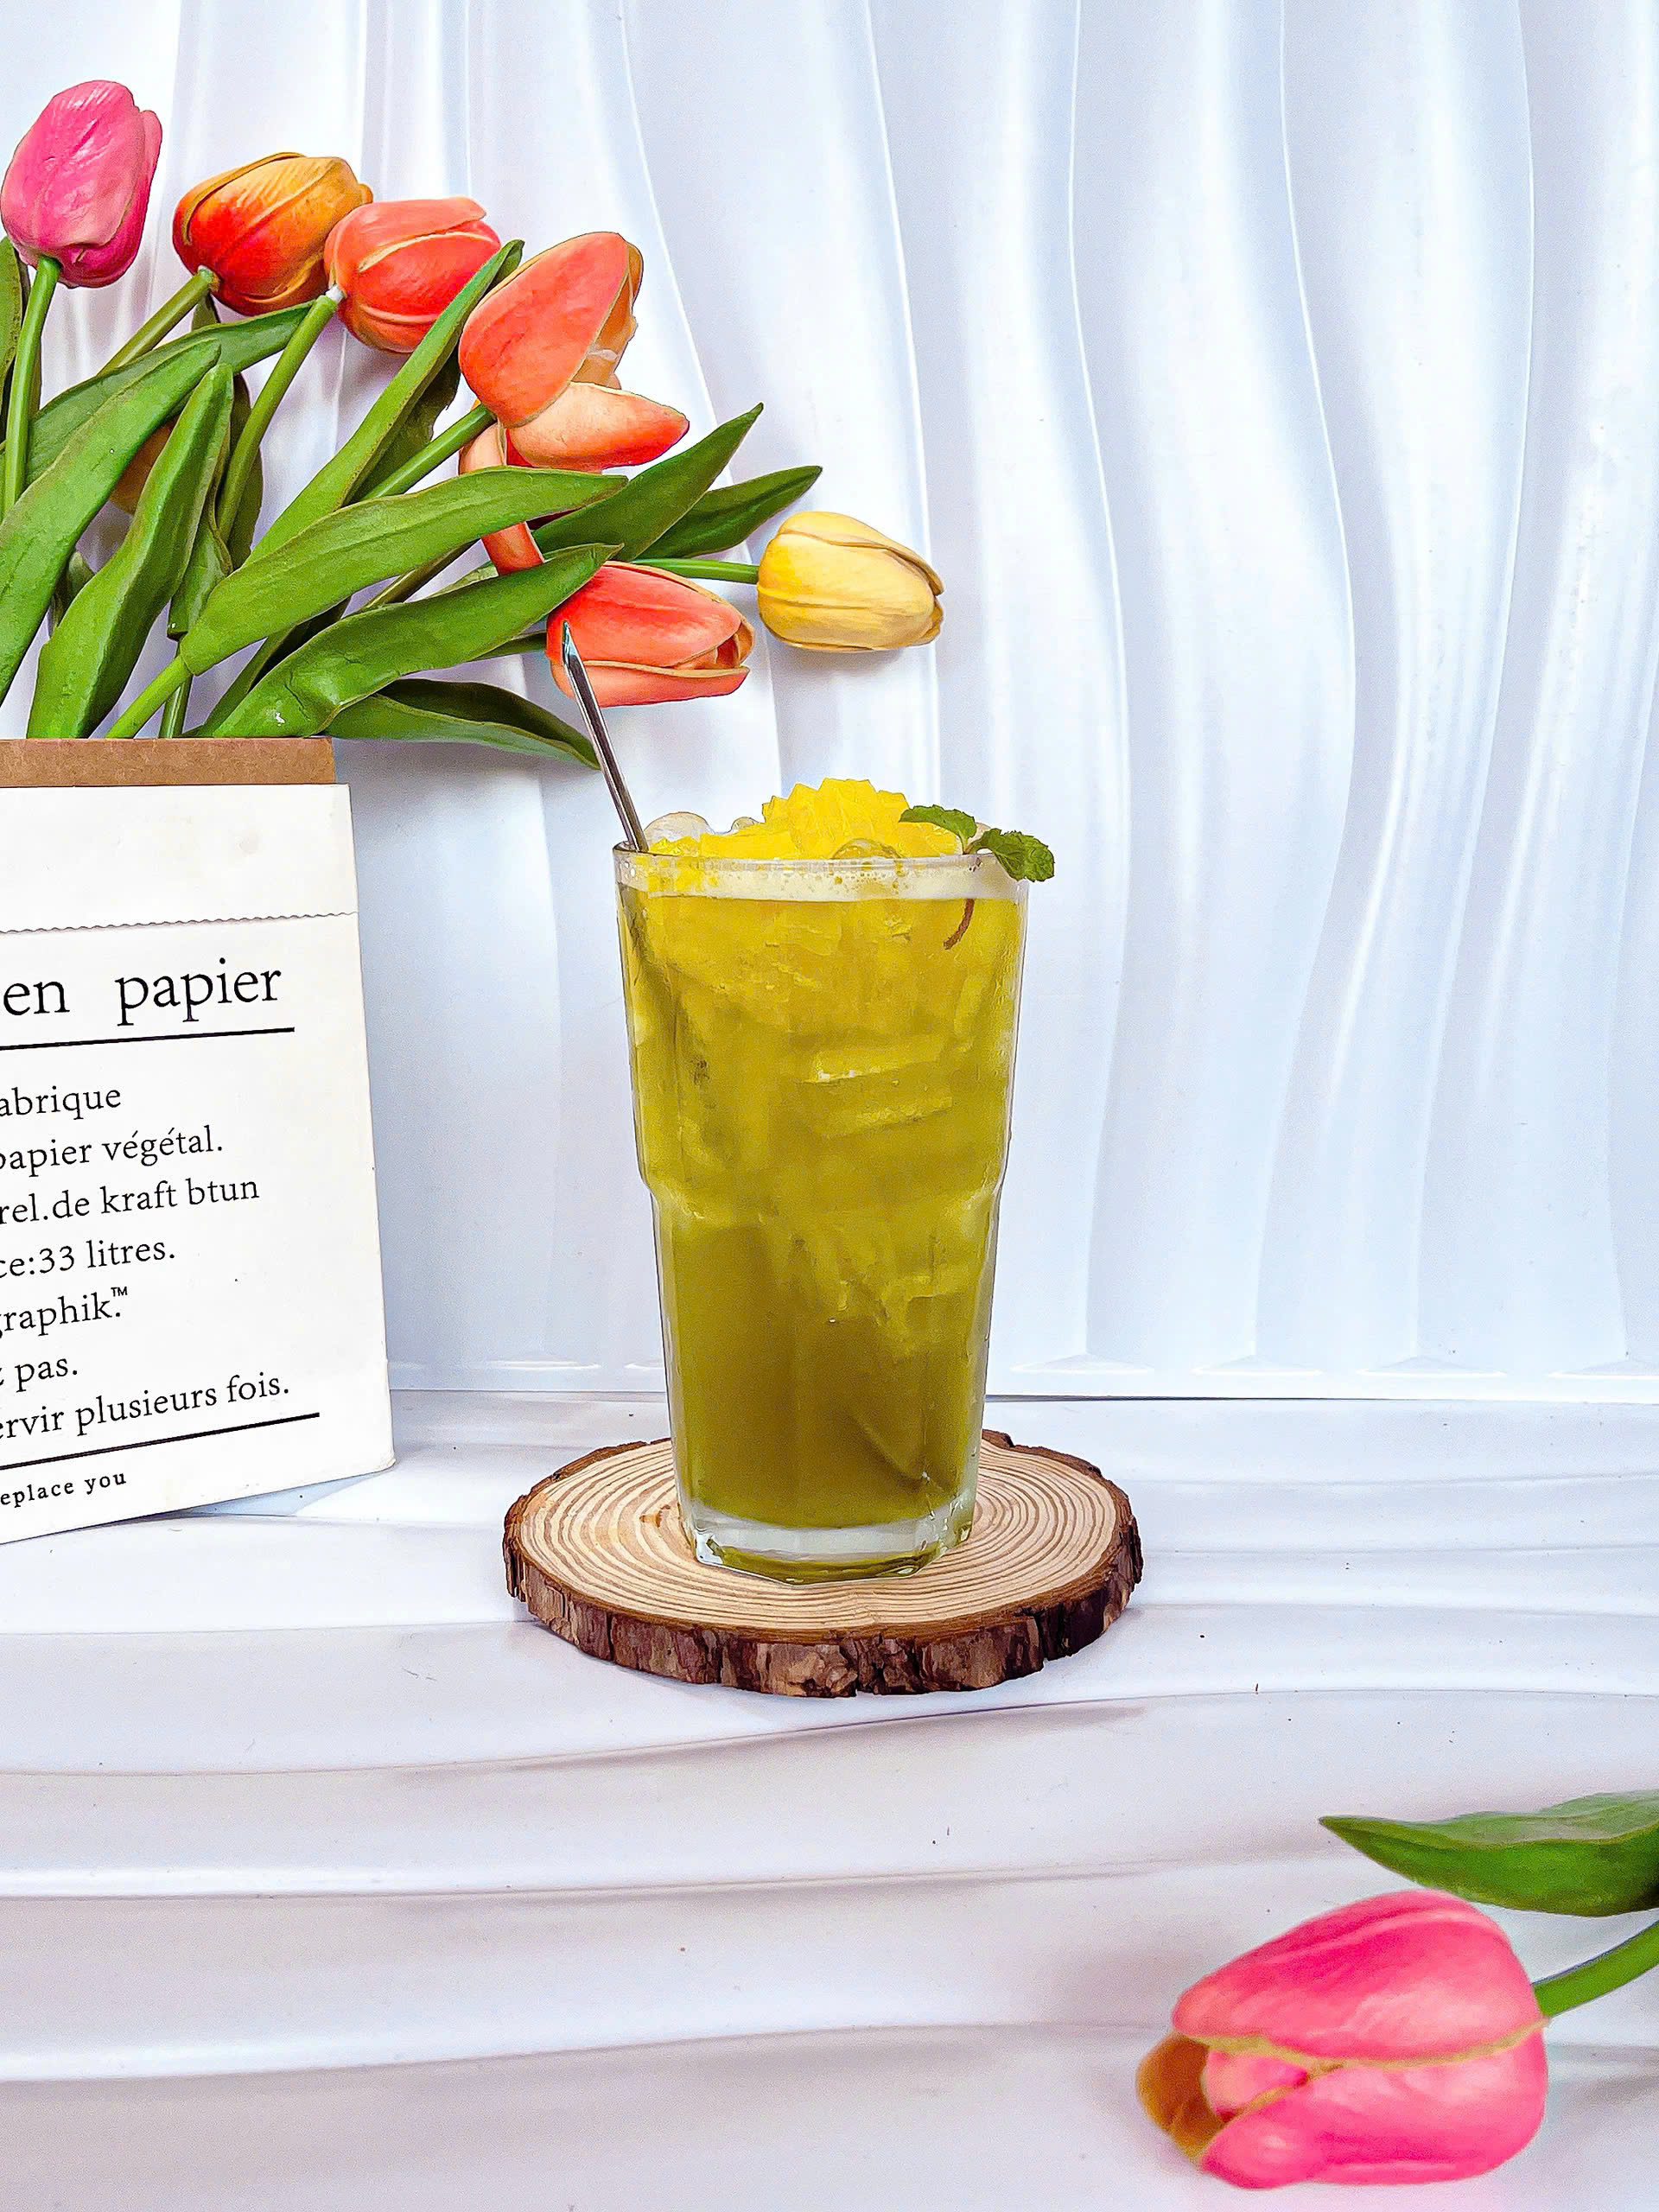 en papier
abrique
papier végétal.
rel.de kraft btun
ce:33 litres.
graphik.™
pas.
ervir plusieurs fois.
eplace you